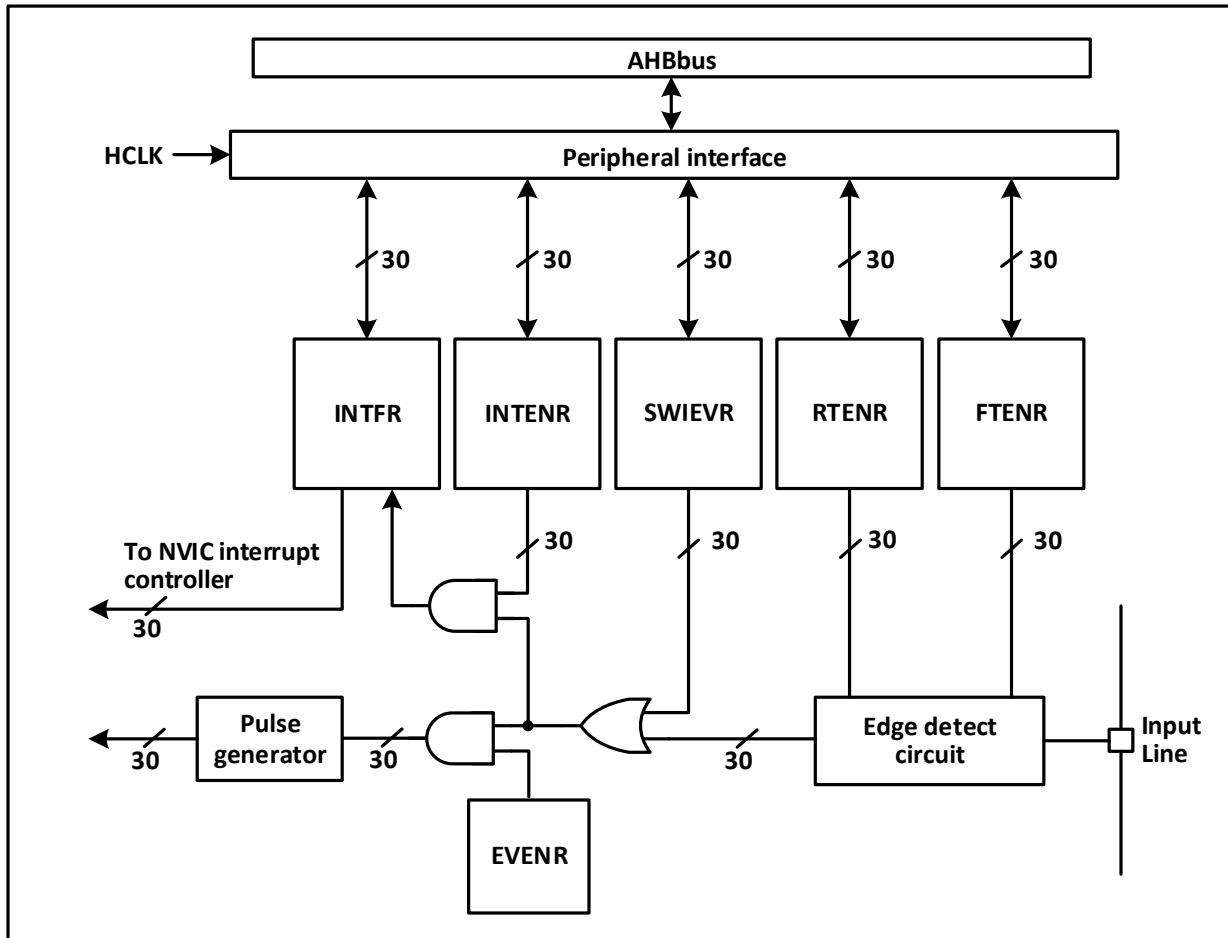 AHBbus
HCLK
Peripheral interface
30 30 30 30 30
INTFR INTENR SWIEVR RTENR FTENR
30 30 30 30
To NVIC interrupt
controller
30
Pulse
generator
30
30
Edge detect
circuit
30
Input
Line
EVENR